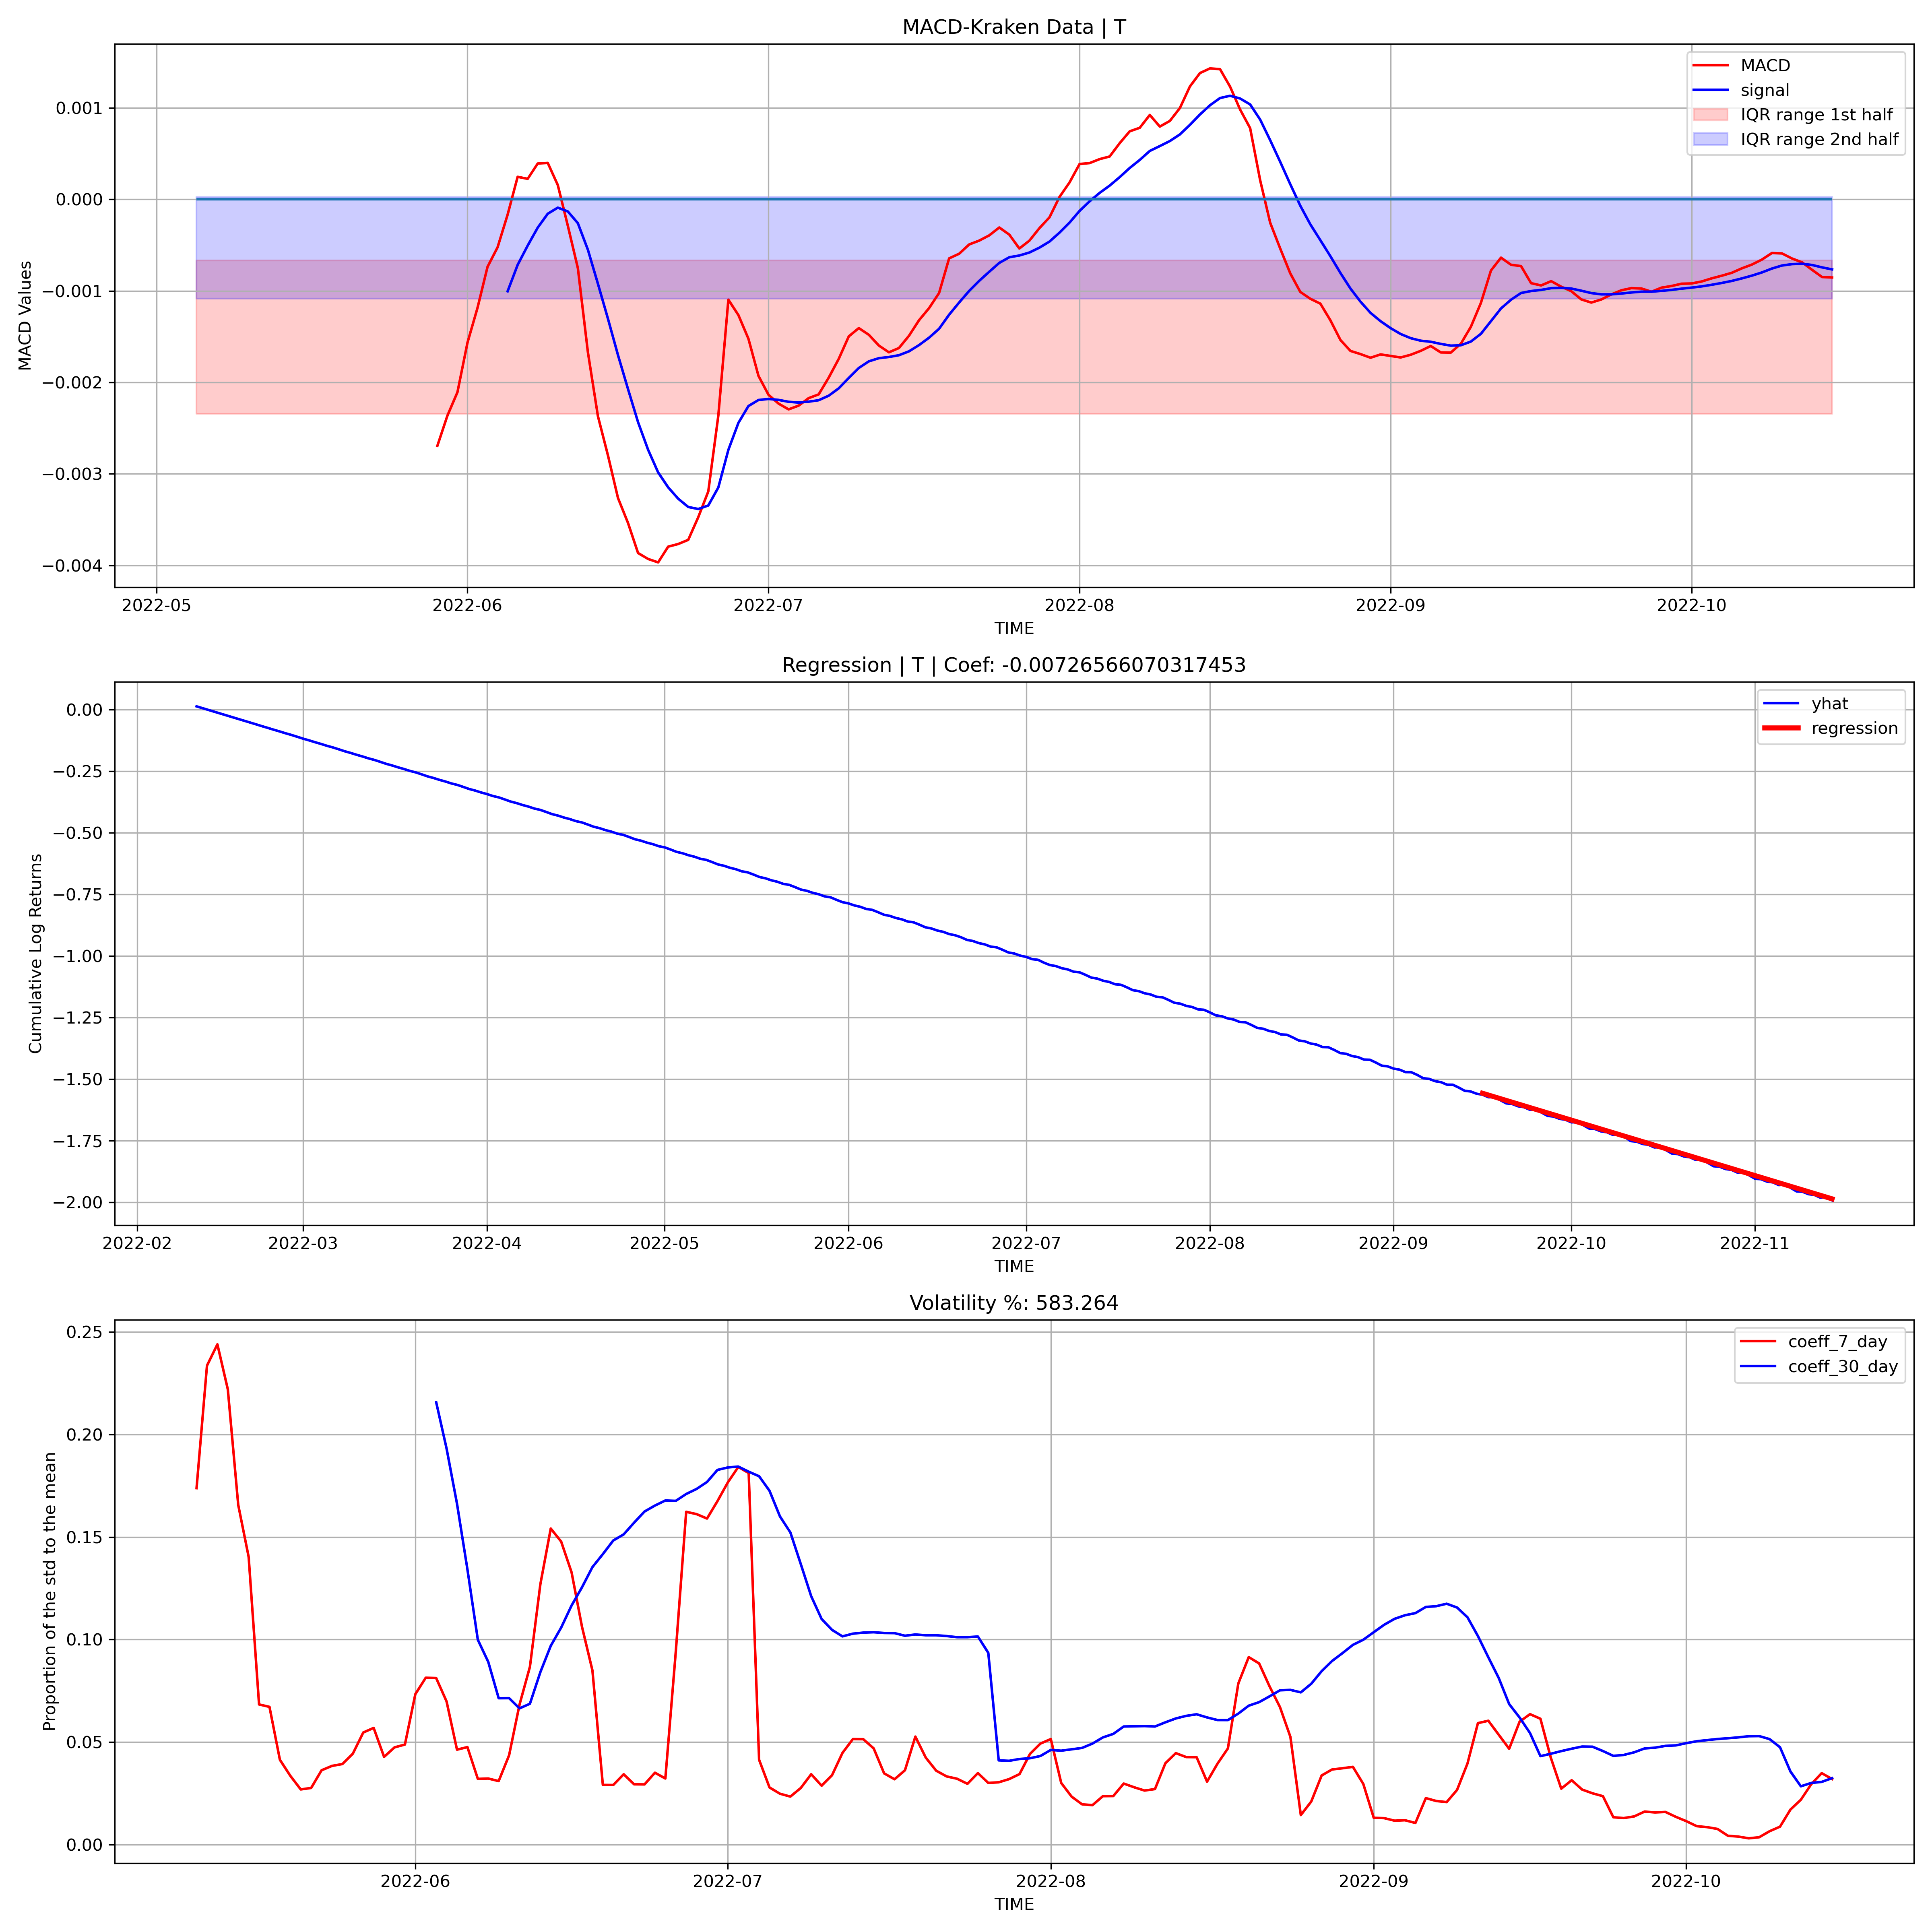 MACD-Kraken Data | T
MACD
signal
IQR range 1st half
IQR range 2nd half
MACD Values
0.001
0.000
−0.001
−0.002
−0.003
−0.004
2022-05 2022-06 2022-07 2022-08 2022-09 2022-10
TIME
Regression | T | Coef: -0.00726566070317453
yhat
regression
Cumulative Log Returns
0.00
−0.25
−0.50
−0.75
−1.00
−1.25
−1.50
−1.75
−2.00
2022-02 2022-03 2022-04 2022-05 2022-06 2022-07 2022-08 2022-09 2022-10 2022-11
TIME
Volatility %: 583.264
coeff_7_day
coeff_30_day
Proportion of the std to the mean
0.25
0.20
0.15
0.10
0.05
0.00
2022-06 2022-07 2022-08 2022-09 2022-10
TIME